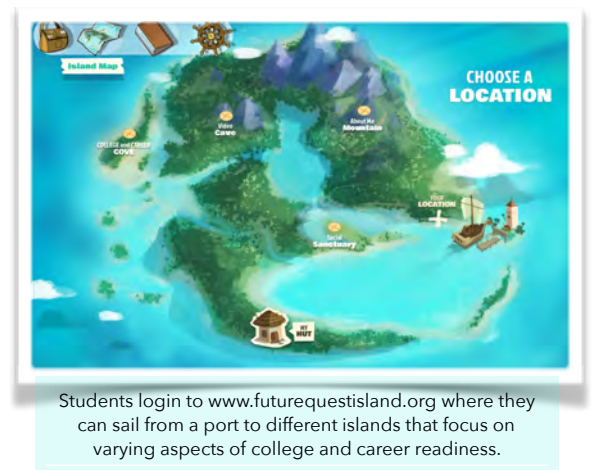 Island Map
CHOOSE A
LOCATION
Video
Cave
About Me
Mountain
COLLEGE and CAREER
COVE
YOUR
LOCATION
Social
Sanctuary
MY
HUT
Students login to www.futurequestisland.org where they
can sail from a port to different islands that focus on
varying aspects of college and career readiness.